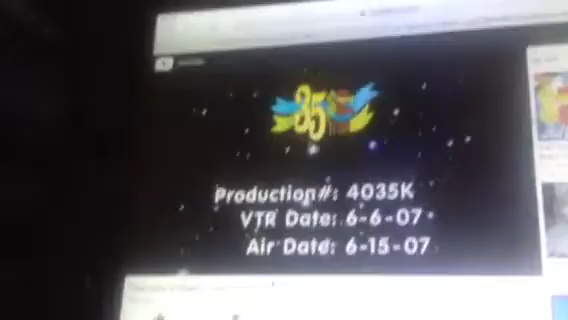 35
Production#: 4035K
VTR Date: 6-6-07
Air Date: 6-15-07